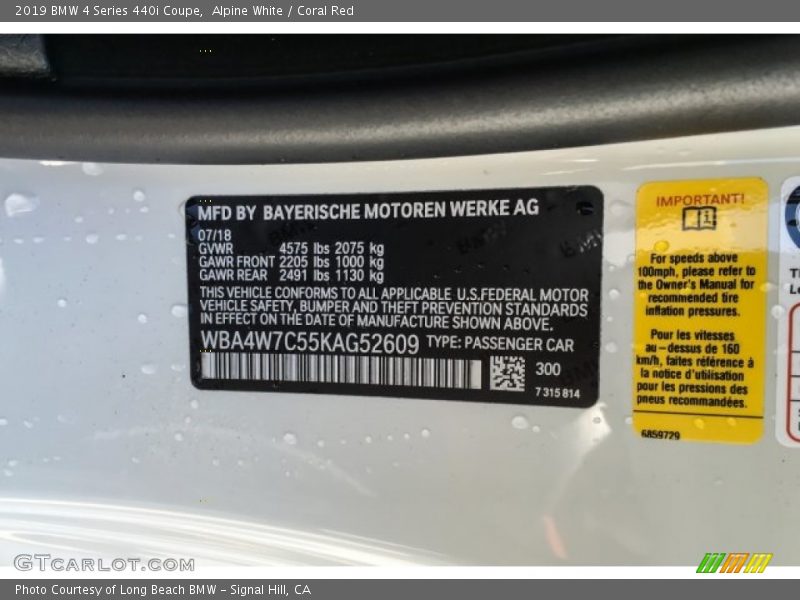 2019 BMW 4 Series 440i Coupe, Alpine White / Coral Red
MFD BY BAYERISCHE MOTOREN WERKE AG
07/18
GVWR 4575 lbs 2075 kg
GAWR FRONT 2205 lbs 1000 kg
GAWR REAR 2491 lbs 1130 kg
THIS VEHICLE CONFORMS TO ALL APPLICABLE U.S.FEDERAL MOTOR
VEHICLE SAFETY, BUMPER AND THEFT PREVENTION STANDARDS
IN EFFECT ON THE DATE OF MANUFACTURE SHOWN ABOVE.
WBA4W7C55KAG52609 TYPE: PASSENGER CAR
300
7 315 814
IMPORTANT!
For speeds above
100mph, please refer to
the Owner's Manual for
recommended tire
inflation pressures.
Pour les vitesses
au-dessus de 160
km/h, faites référence à
la notice d'utilisation
pour les pressions des
pneus recommandées.
6859729
GTCARLOT.COM
Photo Courtesy of Long Beach BMW - Signal Hill, CA